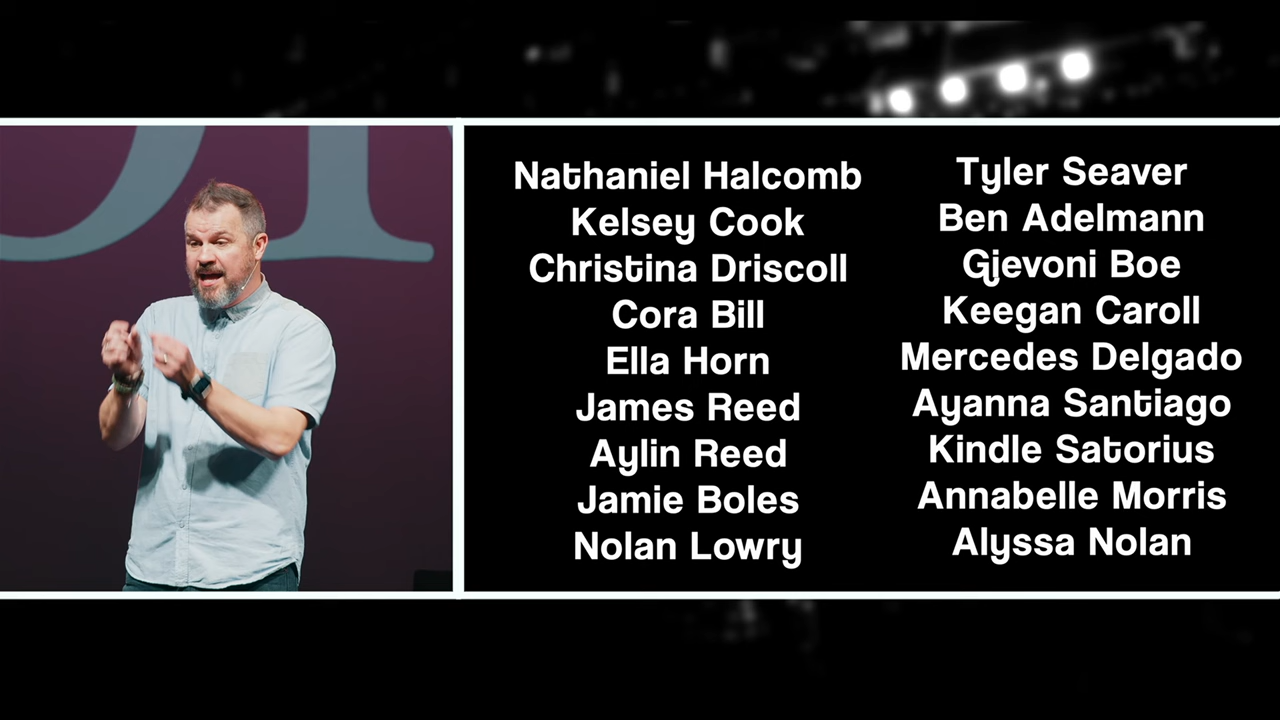 Nathaniel Halcomb
Kelsey Cook
Christina Driscoll
Cora Bill
Ella Horn
James Reed
Aylin Reed
Jamie Boles
Nolan Lowry
Tyler Seaver
Ben Adelmann
Gjevoni Boe
Keegan Caroll
Mercedes Delgado
Ayanna Santiago
Kindle Satorius
Annabelle Morris
Alyssa Nolan